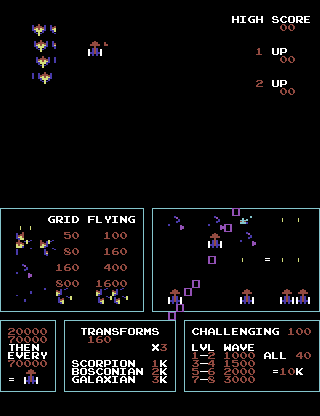 HIGH SCORE
00
1 UP
00
2 UP
00
GRID FLYING
50 100
80 160
160 400
800 1600
=
20000
70000
THEN
EVERY
70000
=
TRANSFORMS
160
X3
SCORPION 1K
BOSCONIAN 2K
GALAXIAN 3K
CHALLENGING 100
LVL WAVE
1-2 1000 ALL 40
3-4 1500
5-6 2000 =10K
7-8 3000